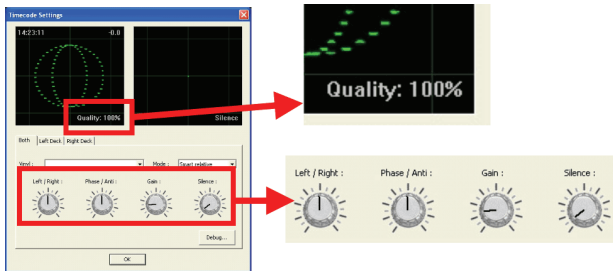 Timecode Settings
14:23:11 -0.0
Quality: 100%
Silence
Both Left Deck Right Deck
Vinyl : Mode : Smart relative
Left / Right : Phase / Anti : Gain : Silence :
Debug...
OK
Quality: 100%
Left / Right : Phase / Anti : Gain : Silence :